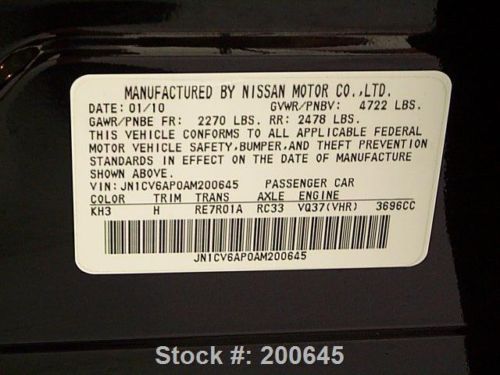 MANUFACTURED BY NISSAN MOTOR CO.,LTD.
DATE: 01/10 GVWR/PNBV: 4722 LBS.
GAWR/PNBE FR: 2270 LBS. RR: 2478 LBS.
THIS VEHICLE CONFORMS TO ALL APPLICABLE FEDERAL
MOTOR VEHICLE SAFETY,BUMPER,AND THEFT PREVENTION
STANDARDS IN EFFECT ON THE DATE OF MANUFACTURE
SHOWN ABOVE.
VIN: JN1CV6AP0AM200645 PASSENGER CAR
COLOR TRIM TRANS AXLE ENGINE
KH3 H RE7R01A RC33 VQ37(VHR) 3696CC
JN1CV6AP0AM200645
Stock #: 200645